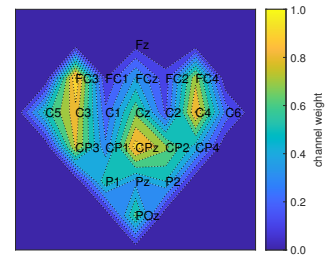 Fz
FC3 FC1 FCz FC2 FC4
C5 C3 C1 Cz C2 C4 C6
CP3 CP1 CPz CP2 CP4
P1 Pz P2
POz
1.0
0.8
0.6
0.4
0.2
0.0
channel weight